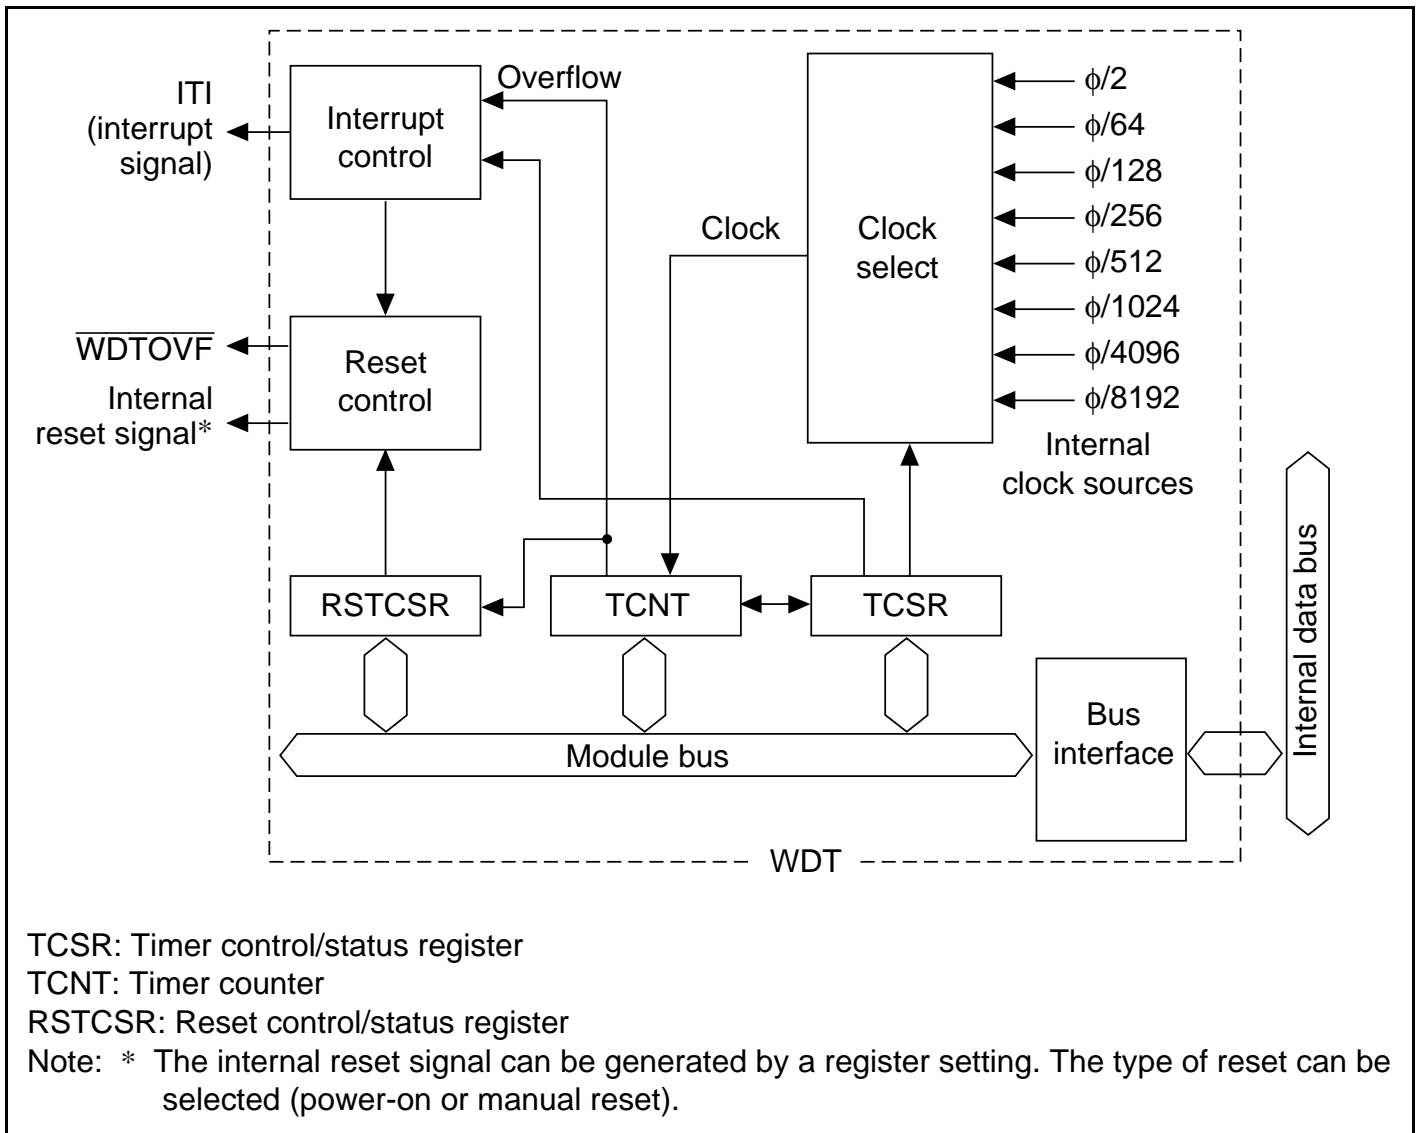 ITI
(interrupt
signal)
Interrupt
control
Overflow
WDTOVF
Internal
reset signal*
Reset
control
Clock
Clock
select
φ/2
φ/64
φ/128
φ/256
φ/512
φ/1024
φ/4096
φ/8192
Internal
clock sources
RSTCSR
TCNT
TCSR
Module bus
Bus
interface
Internal data bus
WDT
TCSR: Timer control/status register
TCNT: Timer counter
RSTCSR: Reset control/status register
Note: * The internal reset signal can be generated by a register setting. The type of reset can be
selected (power-on or manual reset).